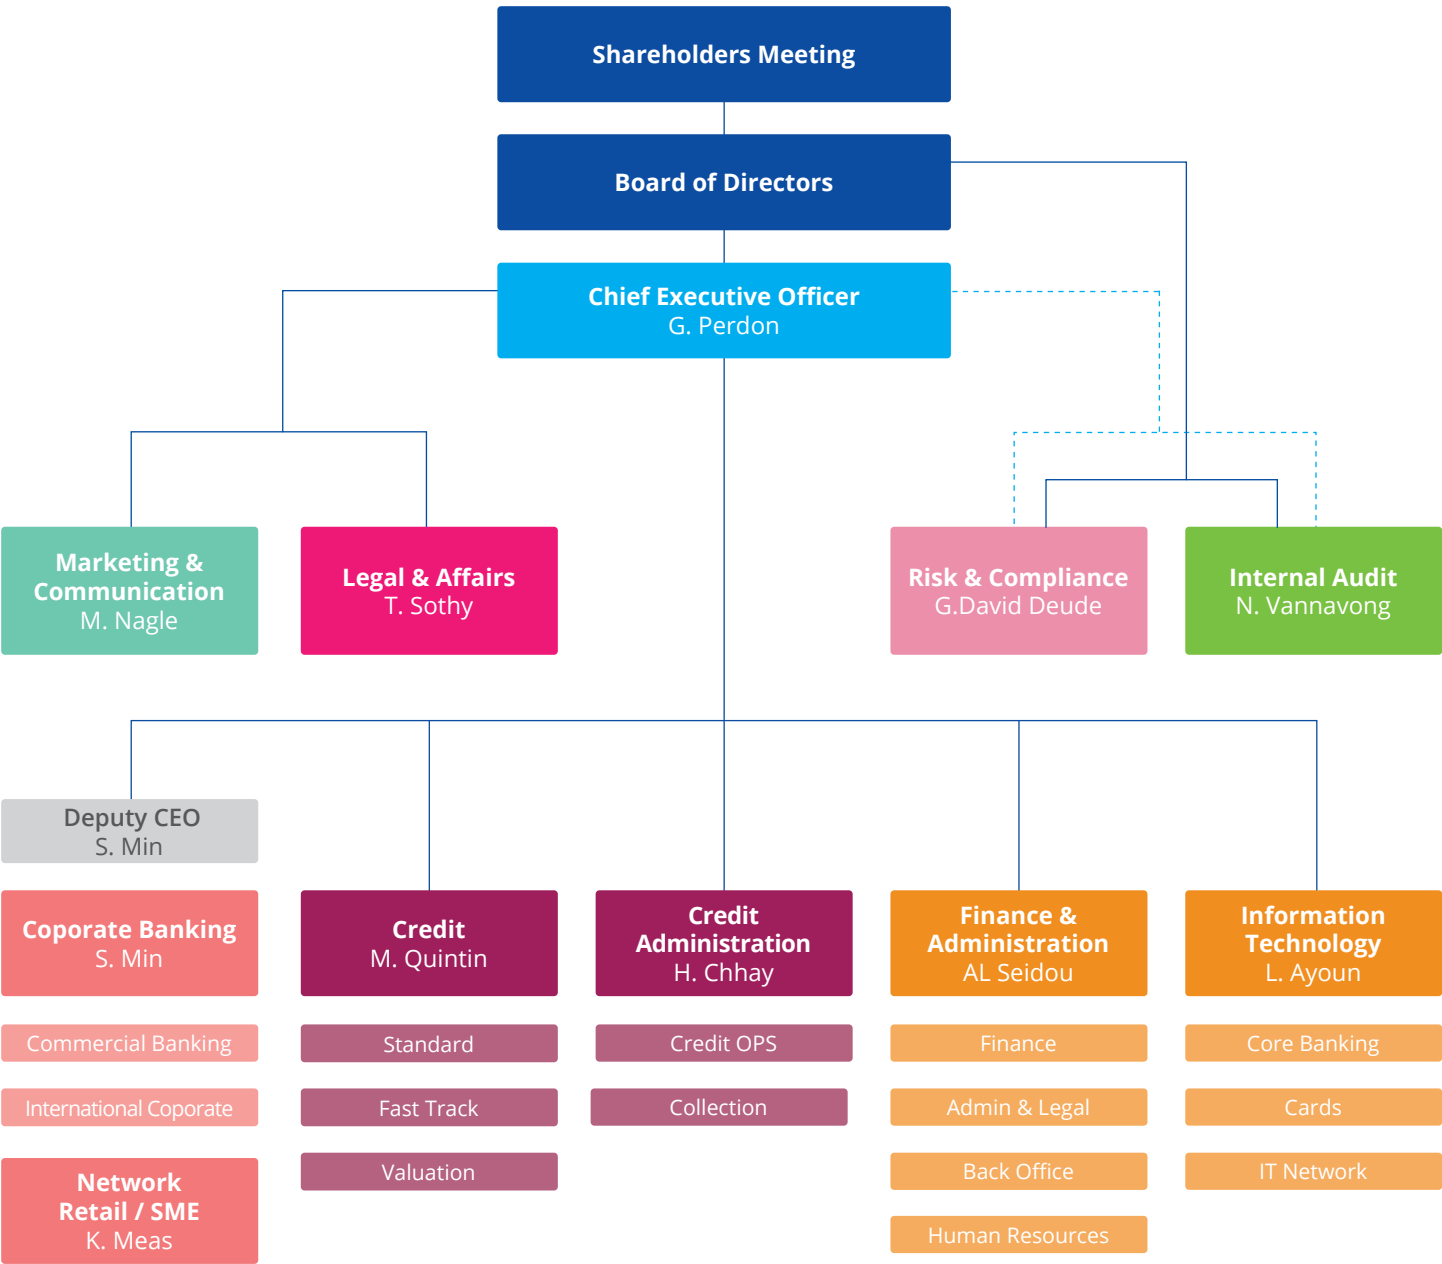 Shareholders Meeting
Board of Directors
Chief Executive Officer
G. Perdon
Marketing &
Communication
M. Nagle
Legal & Affairs
T. Sothy
Risk & Compliance
G.David Deude
Internal Audit
N. Vannavong
Deputy CEO
S. Min
Coporate Banking
S. Min
Commercial Banking
International Coporate
Network
Retail / SME
K. Meas
Credit
M. Quintin
Standard
Fast Track
Valuation
Credit
Administration
H. Chhay
Credit OPS
Collection
Finance &
Administration
AL Seidou
Finance
Admin & Legal
Back Office
Human Resources
Information
Technology
L. Ayoun
Core Banking
Cards
IT Network